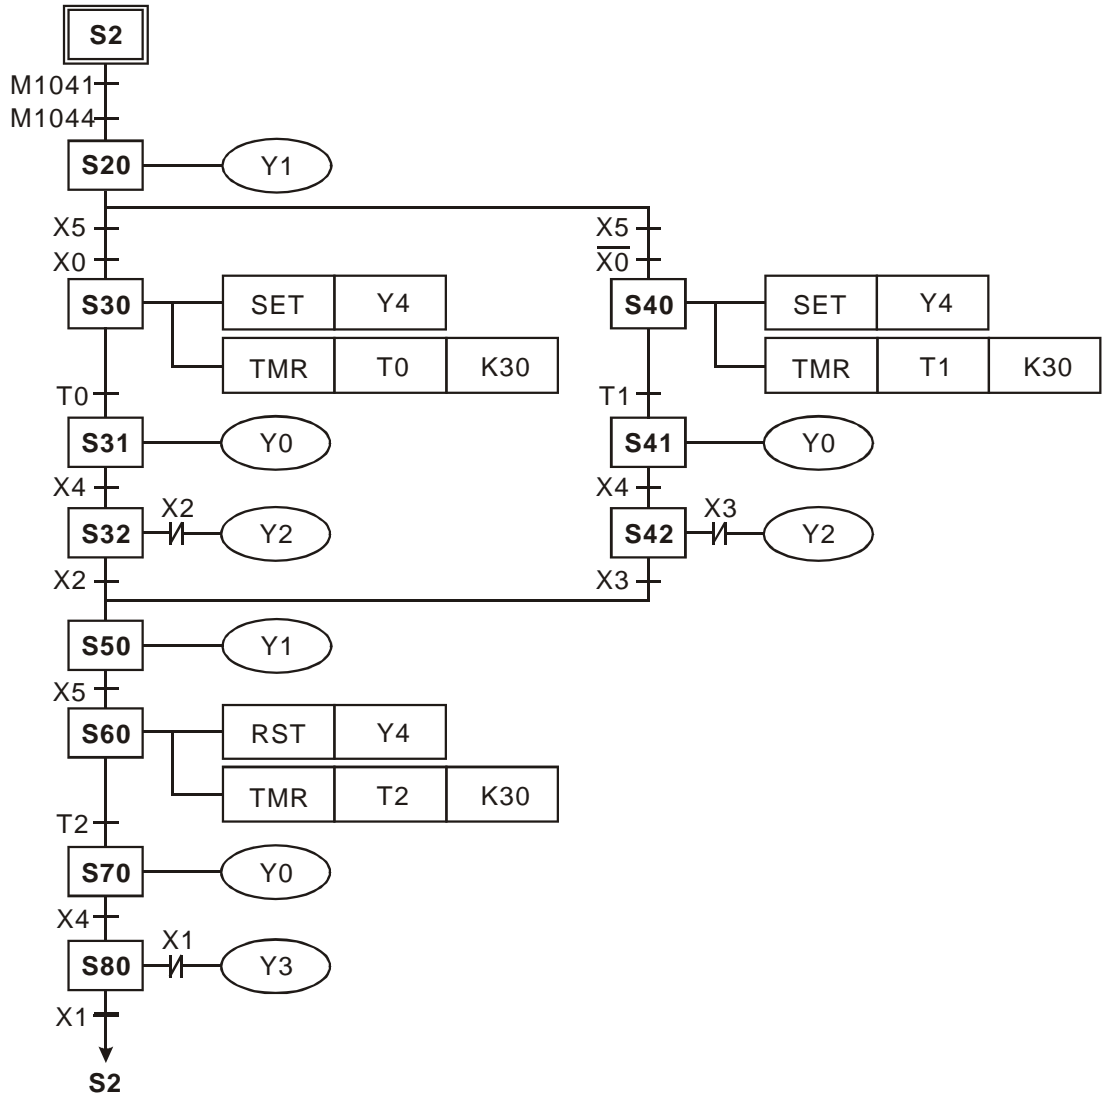 S2
M1041
M1044
S20 Y1
X5 X5
X0 X̅0̅
S30 SET Y4 S40 SET Y4
TMR T0 K30 TMR T1 K30
T0 T1
S31 Y0 S41 Y0
X4 X4
X2 X3
S32 Y2 S42 Y2
X2 X3
S50 Y1
X5
S60 RST Y4
TMR T2 K30
T2
S70 Y0
X4
X1
S80 Y3
X1
S2